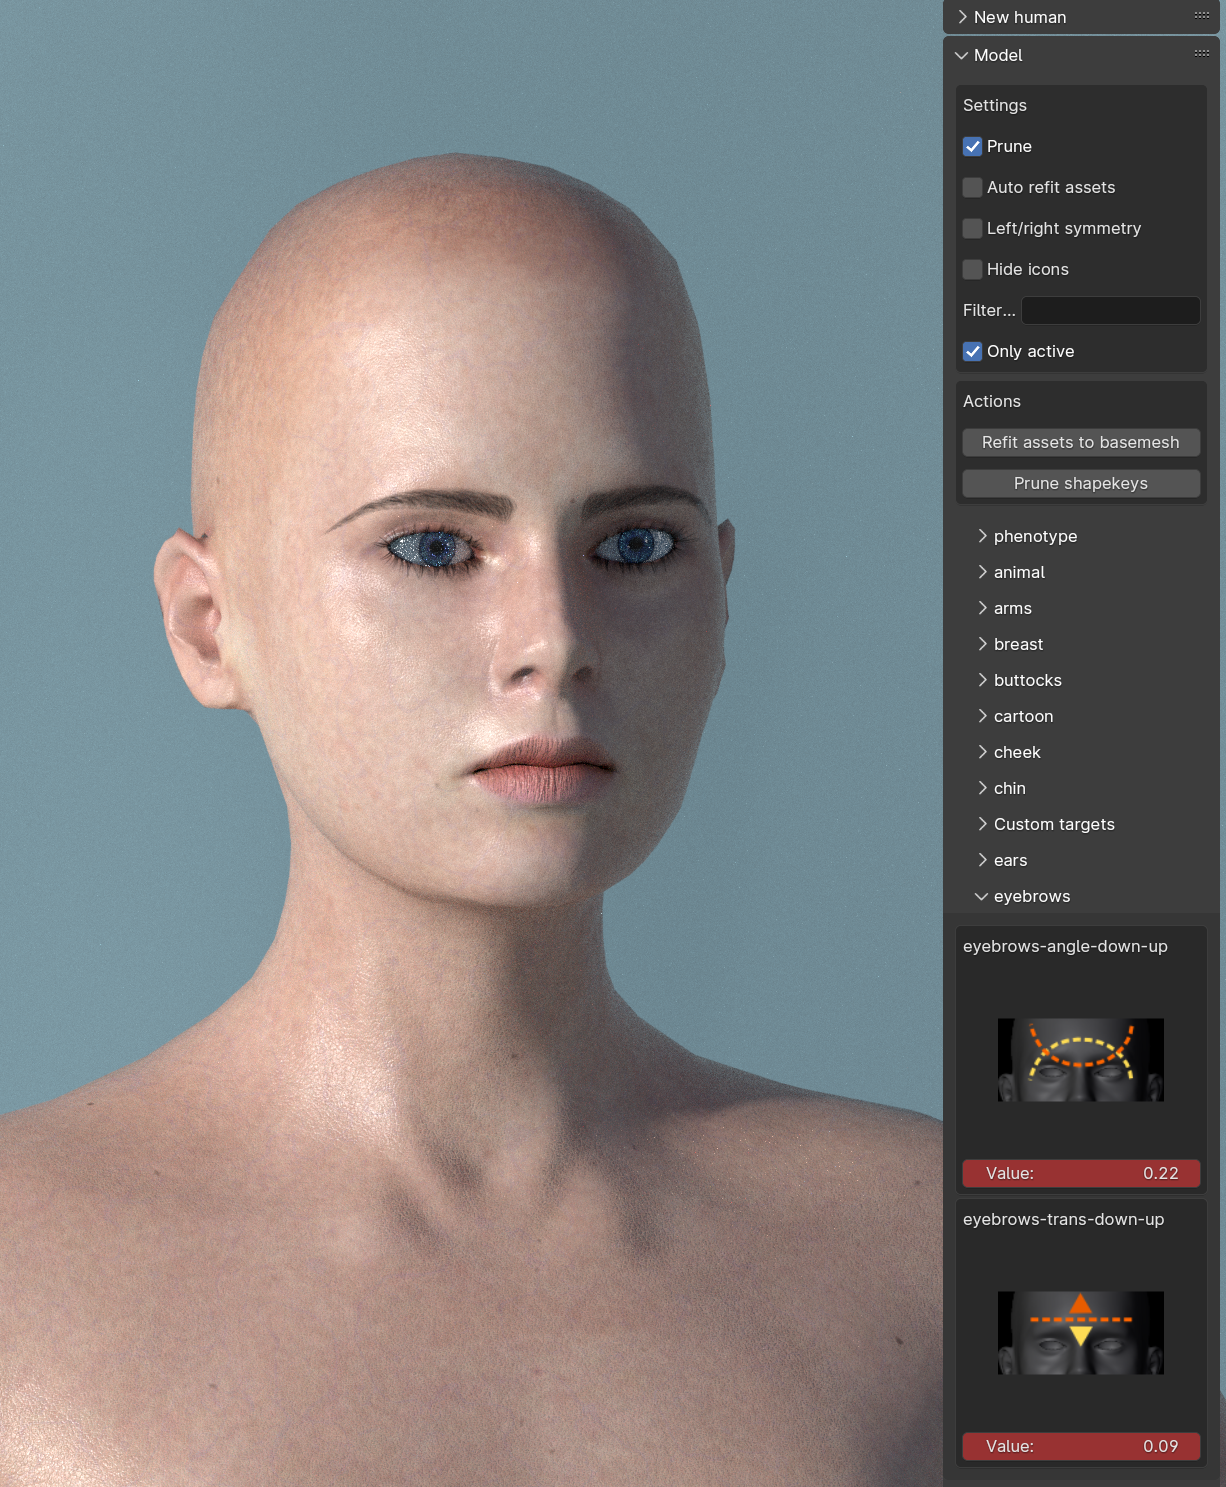 New human
Model
Settings
Prune
Auto refit assets
Left/right symmetry
Hide icons
Filter...
Only active
Actions
Refit assets to basemesh
Prune shapekeys
phenotype
animal
arms
breast
buttocks
cartoon
cheek
chin
Custom targets
ears
eyebrows
eyebrows-angle-down-up
Value: 0.22
eyebrows-trans-down-up
Value: 0.09